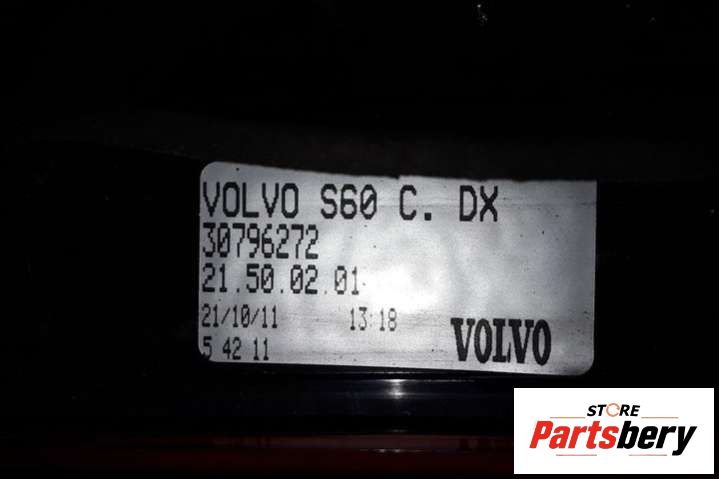 VOLVO S60 C. DX
30796272
21.50.02.01
21/10/11 13:18
5 42 11
VOLVO
STORE
Partsbery